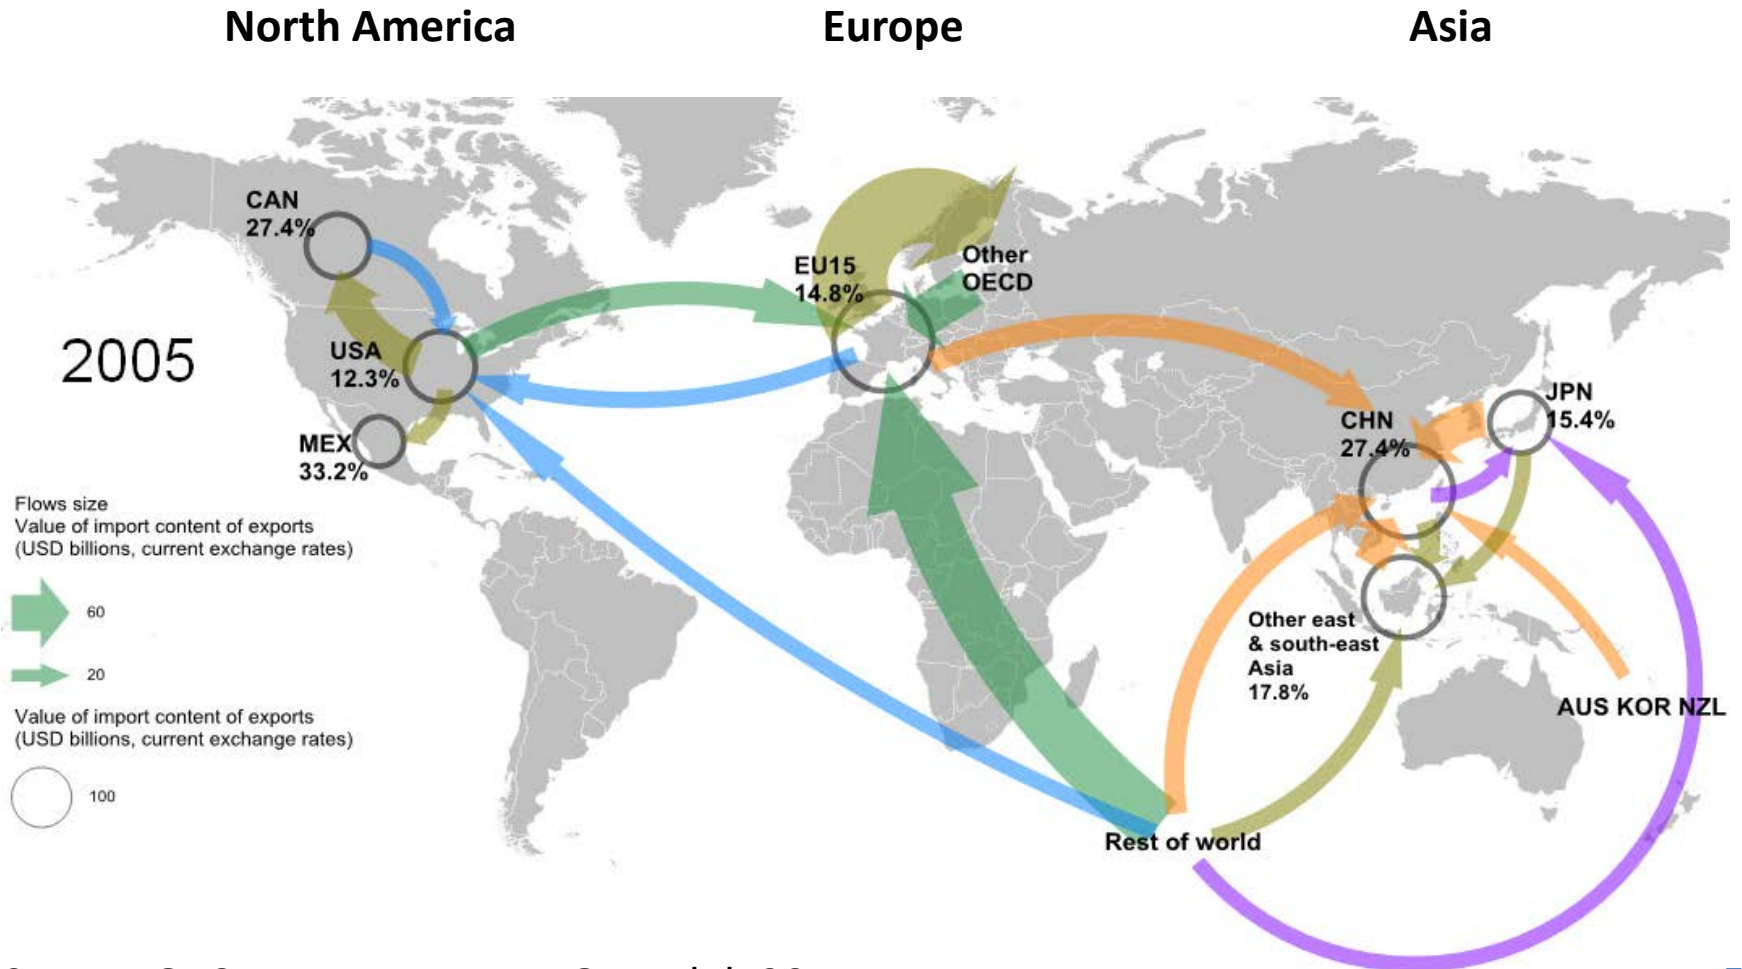 North America
Europe
Asia
CAN
27.4%
EU15
14.8%
Other
OECD
2005
USA
12.3%
MEX
33.2%
JPN
15.4%
CHN
27.4%
Flows size
Value of import content of exports
(USD billions, current exchange rates)
60
20
Value of import content of exports
(USD billions, current exchange rates)
100
Other east
& south-east
Asia
17.8%
AUS KOR NZL
Rest of world